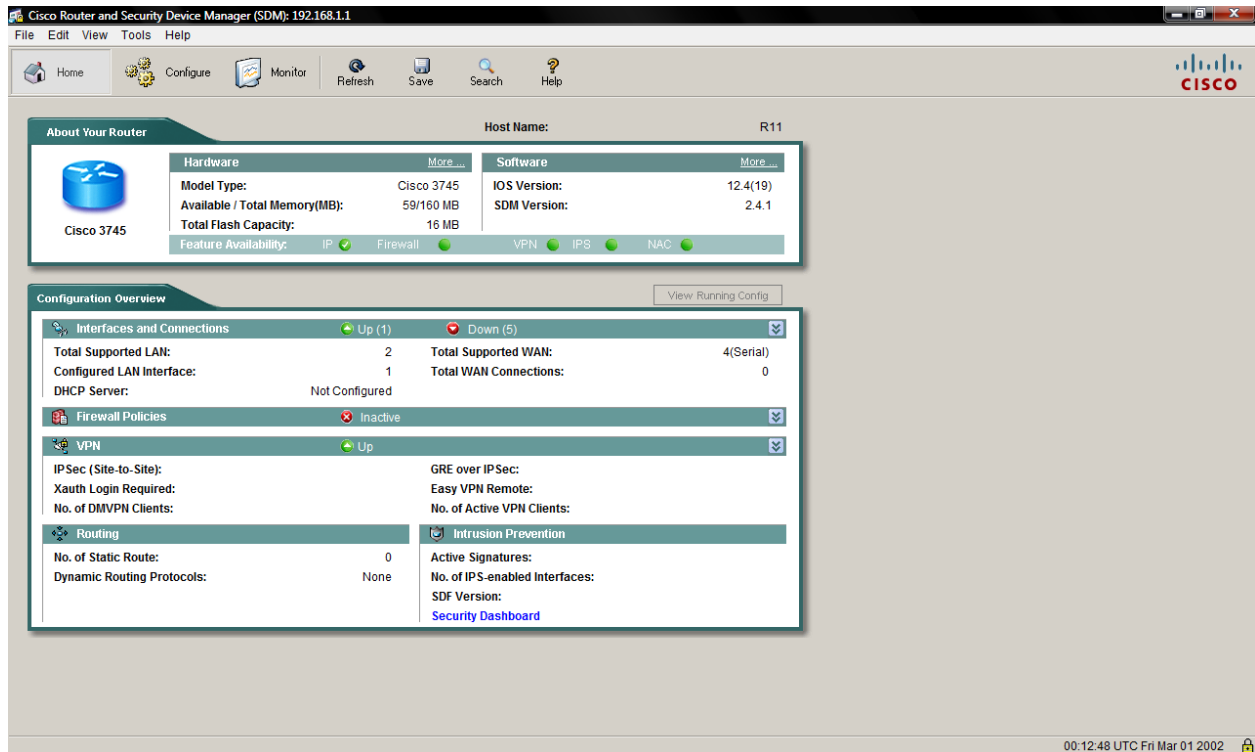 Cisco Router and Security Device Manager (SDM): 192.168.1.1
File Edit View Tools Help
Home Configure Monitor Refresh Save Search Help
CISCO
About Your Router
Host Name: R11
Hardware More ... Software More ...
Model Type: Cisco 3745 IOS Version: 12.4(19)
Available / Total Memory(MB): 59/160 MB SDM Version: 2.4.1
Total Flash Capacity: 16 MB
Cisco 3745
Feature Availability: IP Firewall VPN IPS NAC
Configuration Overview View Running Config
Interfaces and Connections Up (1) Down (5)
Total Supported LAN: 2 Total Supported WAN: 4(Serial)
Configured LAN Interface: 1 Total WAN Connections: 0
DHCP Server: Not Configured
Firewall Policies Inactive
VPN Up
IPSec (Site-to-Site): GRE over IPSec:
Xauth Login Required: Easy VPN Remote:
No. of DMVPN Clients: No. of Active VPN Clients:
Routing Intrusion Prevention
No. of Static Route: 0 Active Signatures:
Dynamic Routing Protocols: None No. of IPS-enabled Interfaces:
SDF Version:
Security Dashboard
00:12:48 UTC Fri Mar 01 2002